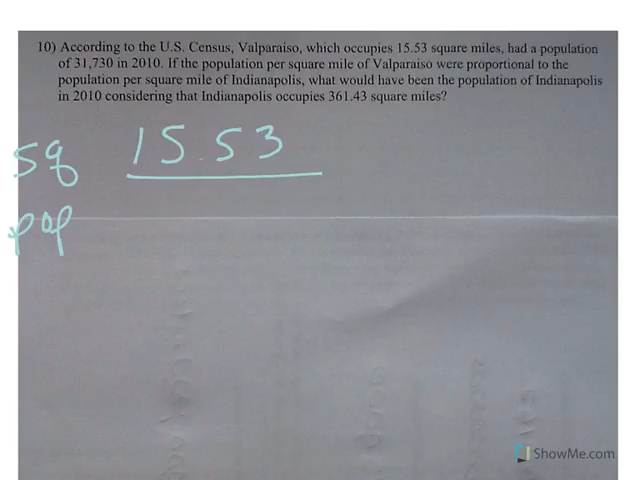 10) According to the U.S. Census, Valparaiso, which occupies 15.53 square miles, had a population
of 31,730 in 2010. If the population per square mile of Valparaiso were proportional to the
population per square mile of Indianapolis, what would have been the population of Indianapolis
in 2010 considering that Indianapolis occupies 361.43 square miles?
sq 15.53
pop
ShowMe.com